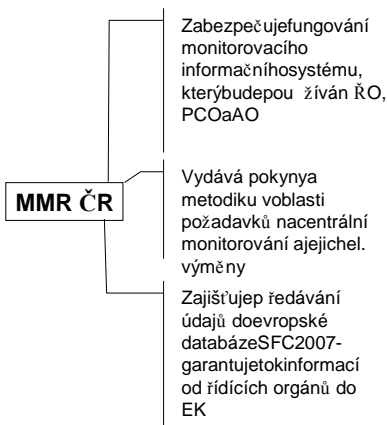 Zabezpečujefungování
monitorovacího
informačníhosystému,
kterýbudepou žíván ŘO,
PCOaAO
MMR ČR
Vydává pokynya
metodiku voblasti
požadavků nacentrální
monitorování ajejichel.
výměny
Zajišťujep ředávání
údajů doevropské
databázeSFC2007-
garantujetokinformací
od řídících orgánů do
EK